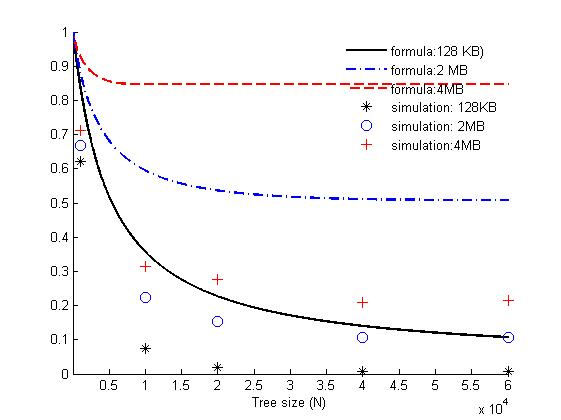 1
0.9
0.8
0.7
0.6
0.5
0.4
0.3
0.2
0.1
0
formula:128 KB)
formula:2 MB
formula:4MB
simulation: 128KB
simulation: 2MB
simulation:4MB
0.5 1 1.5 2 2.5 3 3.5 4 4.5 5 5.5 6
x 10^4
Tree size (N)